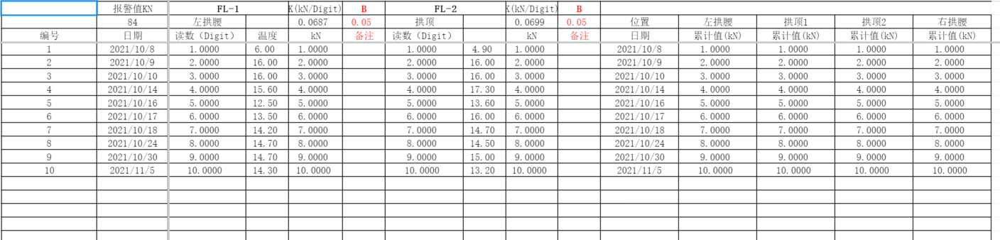 报警值KN FL-1 K(kN/Digit) B FL-2 K(kN/Digit) B
84 左拱腰 0.0687 0.05 拱顶 0.0699 0.05 位置 左拱腰 拱顶1 拱顶2 右拱腰
编号 日期 读数（Digit） 温度 kN 备注 读数（Digit） kN 备注 日期 累计值(kN) 累计值(kN) 累计值(kN) 累计值(kN)
1 2021/10/8 1.0000 6.00 1.0000 1.0000 4.90 1.0000 2021/10/8 1.0000 1.0000 1.0000 1.0000
2 2021/10/9 2.0000 16.00 2.0000 2.0000 16.00 2.0000 2021/10/9 2.0000 2.0000 2.0000 2.0000
3 2021/10/10 3.0000 16.00 3.0000 3.0000 16.00 3.0000 2021/10/10 3.0000 3.0000 3.0000 3.0000
4 2021/10/14 4.0000 15.60 4.0000 4.0000 17.30 4.0000 2021/10/14 4.0000 4.0000 4.0000 4.0000
5 2021/10/16 5.0000 12.50 5.0000 5.0000 13.60 5.0000 2021/10/16 5.0000 5.0000 5.0000 5.0000
6 2021/10/17 6.0000 13.50 6.0000 6.0000 16.00 6.0000 2021/10/17 6.0000 6.0000 6.0000 6.0000
7 2021/10/18 7.0000 14.20 7.0000 7.0000 14.70 7.0000 2021/10/18 7.0000 7.0000 7.0000 7.0000
8 2021/10/24 8.0000 14.70 8.0000 8.0000 14.50 8.0000 2021/10/24 8.0000 8.0000 8.0000 8.0000
9 2021/10/30 9.0000 14.70 9.0000 9.0000 15.00 9.0000 2021/10/30 9.0000 9.0000 9.0000 9.0000
10 2021/11/5 10.0000 14.30 10.0000 10.0000 13.20 10.0000 2021/11/5 10.0000 10.0000 10.0000 10.0000